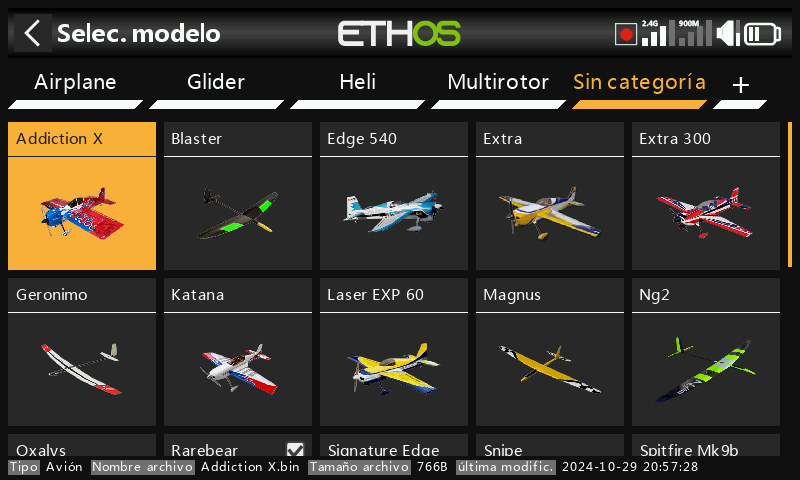 Selec. modelo ETHOS 2.4G 900M
Airplane Glider Heli Multirotor Sin categoría +
Addiction X Blaster Edge 540 Extra Extra 300
Geronimo Katana Laser EXP 60 Magnus Ng2
Oxalys Rarebear Signature Edge Snipe Spitfire Mk9b
Tipo Avión Nombre archivo Addiction X.bin Tamaño archivo 766B última modific. 2024-10-29 20:57:28